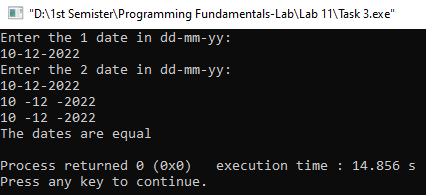 "D:\1st Semister\Programming Fundamentals-Lab\Lab 11\Task 3.exe"
Enter the 1 date in dd-mm-yy:
10-12-2022
Enter the 2 date in dd-mm-yy:
10-12-2022
10 -12 -2022
10 -12 -2022
The dates are equal
Process returned 0 (0x0)   execution time : 14.856 s
Press any key to continue.